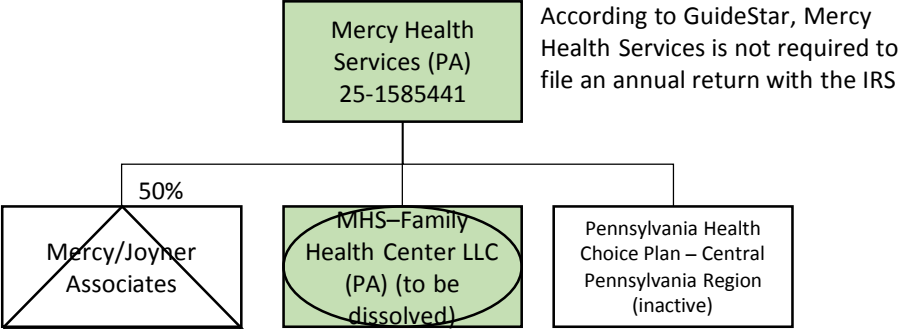 Mercy Health
Services (PA)
25-1585441
According to GuideStar, Mercy
Health Services is not required to
file an annual return with the IRS
50%
Mercy/Joyner
Associates
MHS–Family
Health Center LLC
(PA) (to be
dissolved)
Pennsylvania Health
Choice Plan – Central
Pennsylvania Region
(inactive)